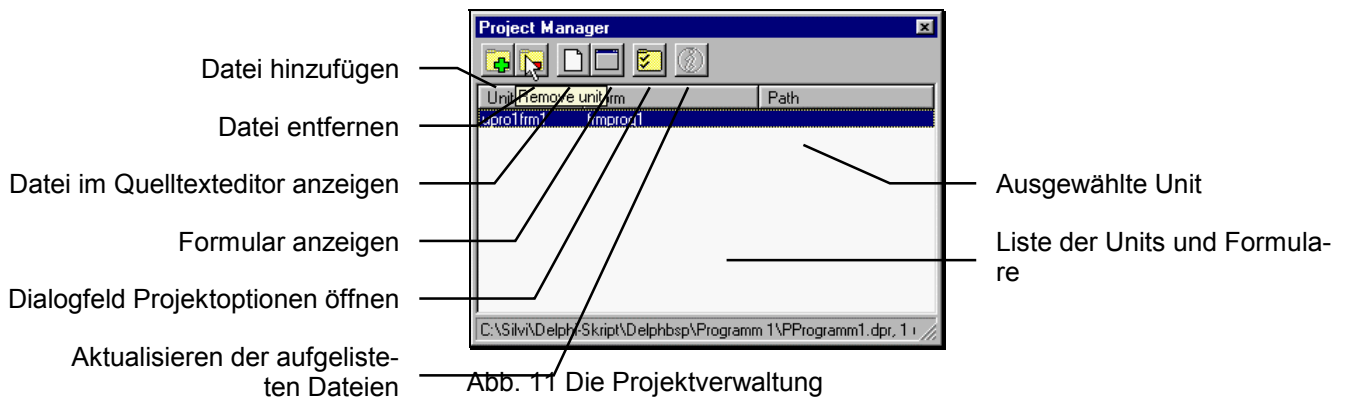 Project Manager
Datei hinzufügen
Unit
Remove unit
rm
Path
Datei entfernen
upro1frm1
frmprog1
Datei im Quelltexteditor anzeigen
Ausgewählte Unit
Formular anzeigen
Liste der Units und Formula-
re
Dialogfeld Projektoptionen öffnen
C:\Silvi\Delphi-Skript\Delphbsp\Programm 1\PProgramm1.dpr, 1
Aktualisieren der aufgeliste-
ten Dateien
Abb. 11 Die Projektverwaltung